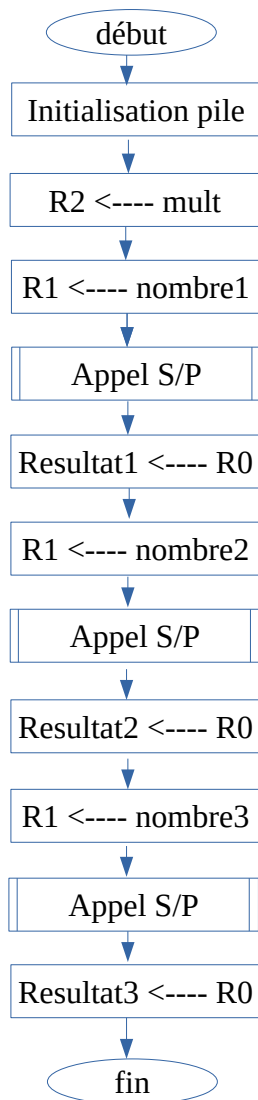 début
Initialisation pile
R2 <---- mult
R1 <---- nombre1
Appel S/P
Resultat1 <---- R0
R1 <---- nombre2
Appel S/P
Resultat2 <---- R0
R1 <---- nombre3
Appel S/P
Resultat3 <---- R0
fin